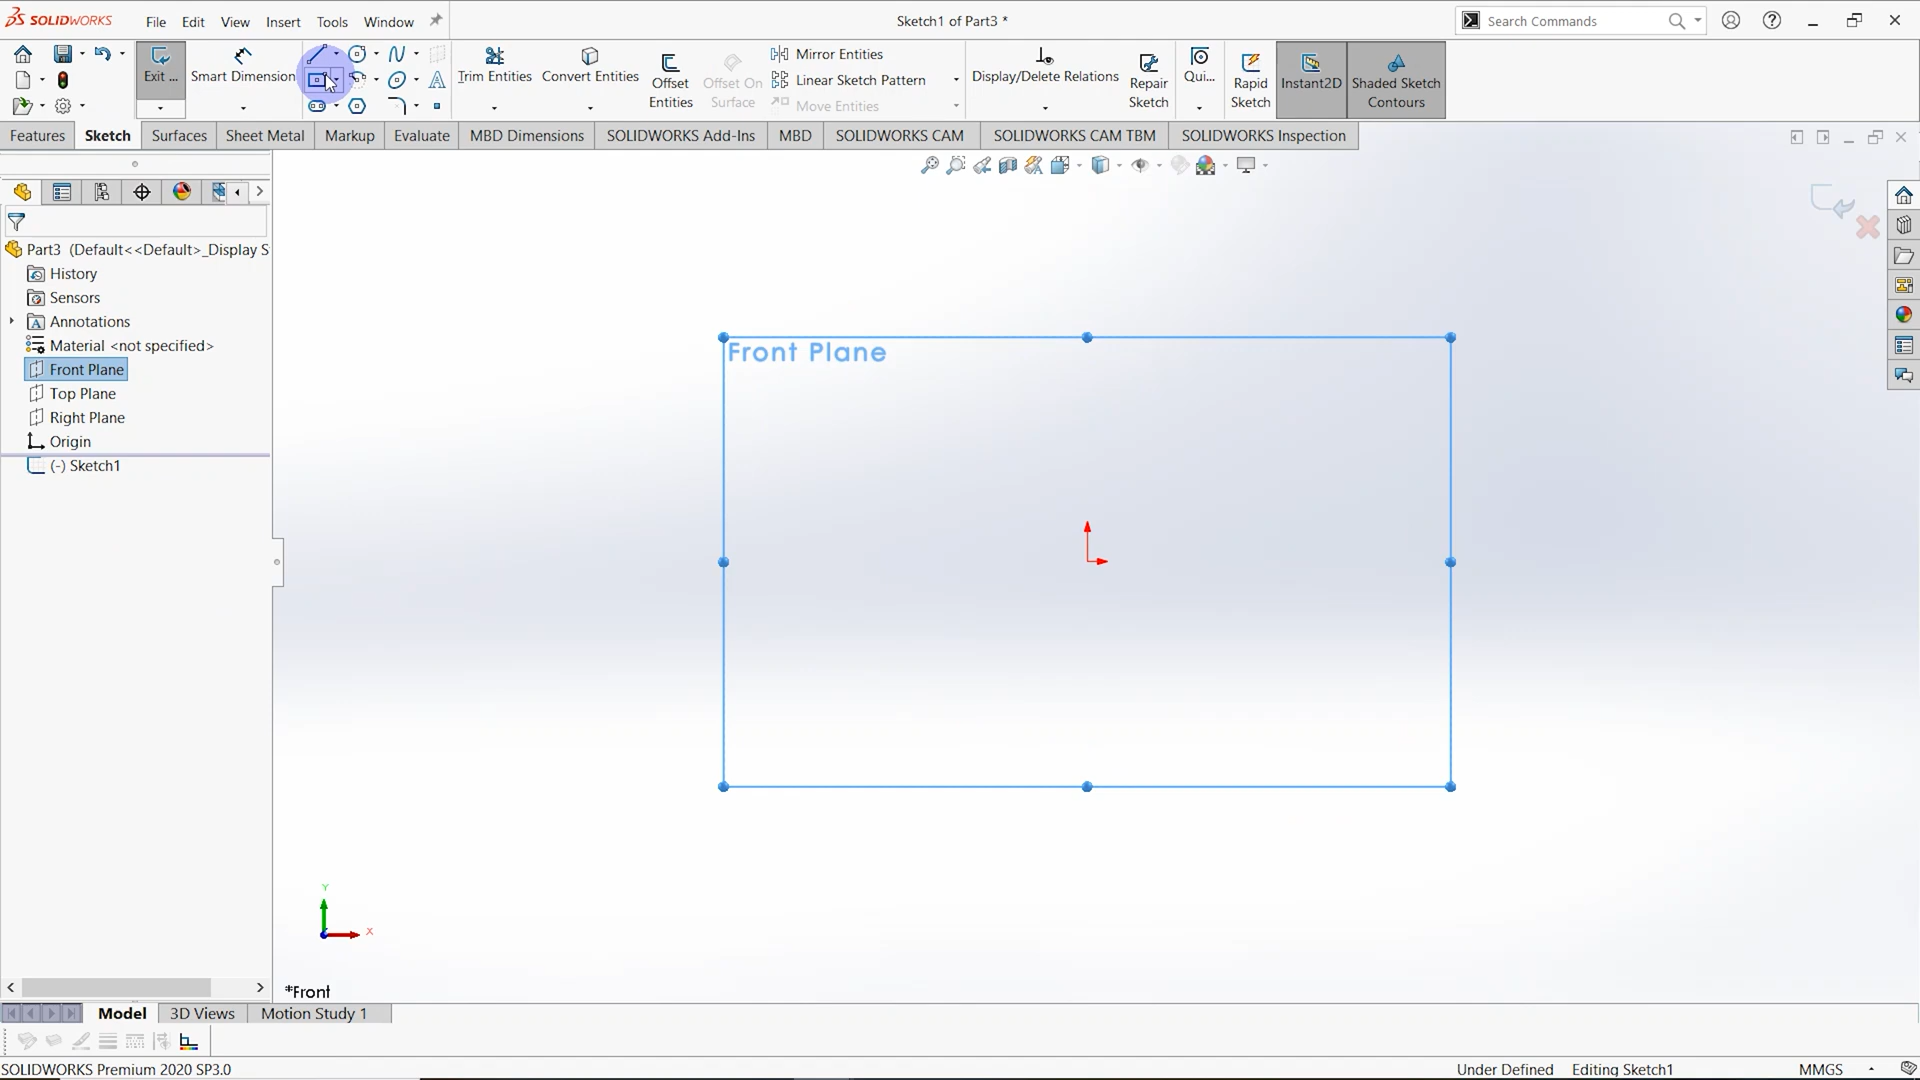 SOLIDWORKS File Edit View Insert Tools Window Sketch1 of Part3 * Search Commands
Exit ... Smart Dimension Trim Entities Convert Entities Offset Entities Offset On Surface Mirror Entities Linear Sketch Pattern Move Entities Display/Delete Relations Repair Sketch Qui... Rapid Sketch Instant2D Shaded Sketch Contours
Features Sketch Surfaces Sheet Metal Markup Evaluate MBD Dimensions SOLIDWORKS Add-Ins MBD SOLIDWORKS CAM SOLIDWORKS CAM TBM SOLIDWORKS Inspection
Part3 (Default<<Default>_Display S
History
Sensors
Annotations
Material <not specified>
Front Plane
Top Plane
Right Plane
Origin
(-) Sketch1
Front Plane
Y
X
*Front
Model 3D Views Motion Study 1
SOLIDWORKS Premium 2020 SP3.0 Under Defined Editing Sketch1 MMGS